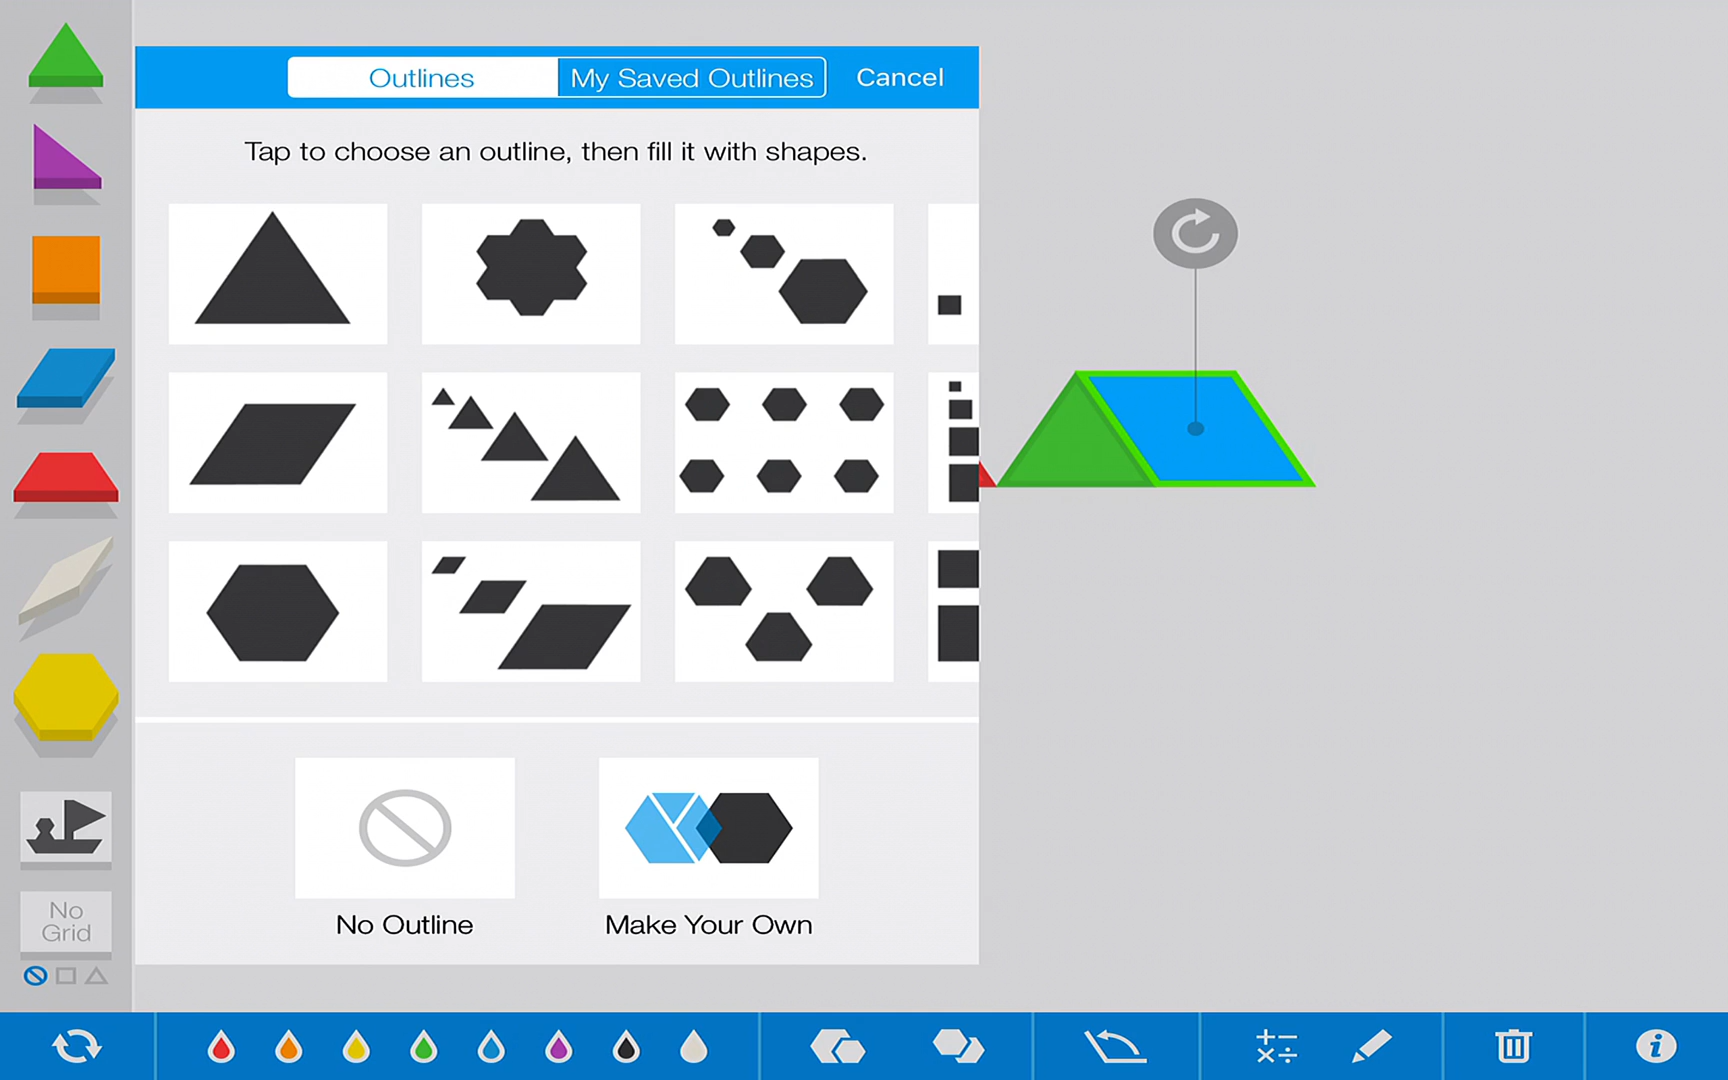 Outlines
My Saved Outlines
Cancel
Tap to choose an outline, then fill it with shapes.
No Outline
Make Your Own
No
Grid